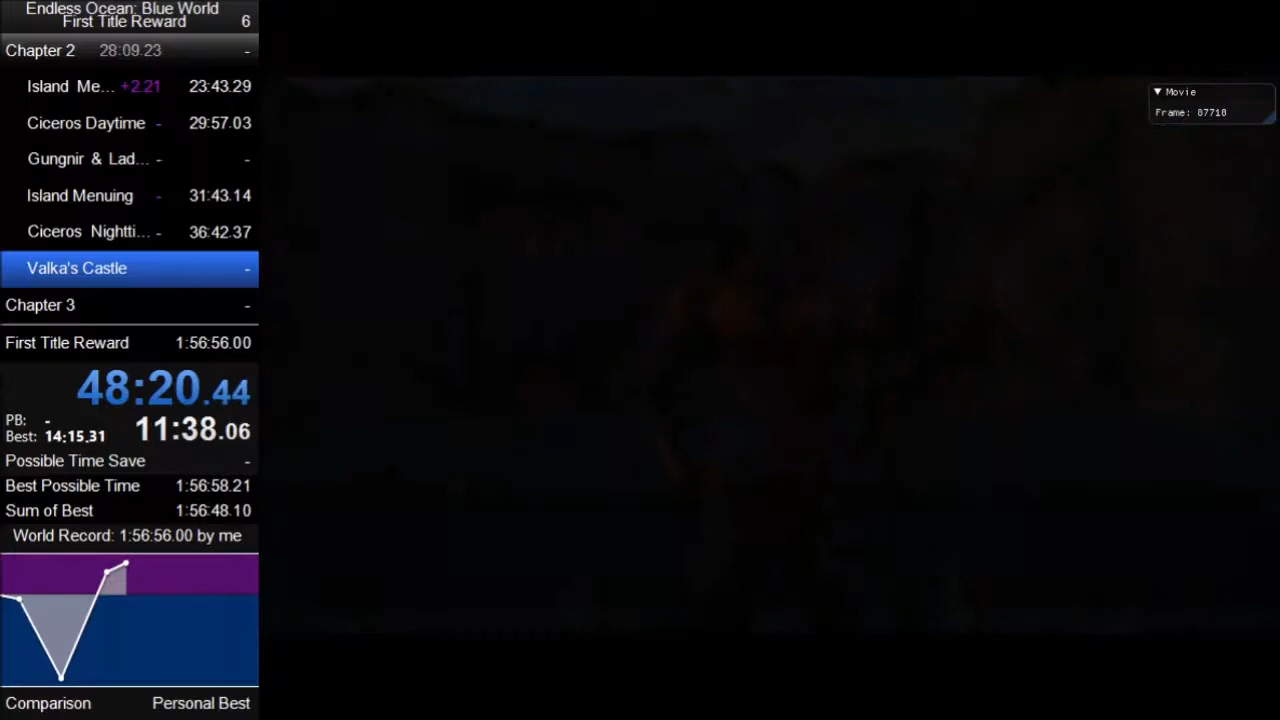 Endless Ocean: Blue World
First Title Reward 6
Chapter 2 28:09.23 -
Island Me... +2.21 23:43.29
Ciceros Daytime - 29:57.03
Gungnir & Lad... - -
Island Menuing - 31:43.14
Ciceros Nightti... - 36:42.37
Valka's Castle -
Chapter 3 -
First Title Reward 1:56:56.00
48:20.44
PB: -
Best: 14:15.31
11:38.06
Possible Time Save -
Best Possible Time 1:56:58.21
Sum of Best 1:56:48.10
World Record: 1:56:56.00 by me
Comparison Personal Best
▼ Movie
Frame: 87710